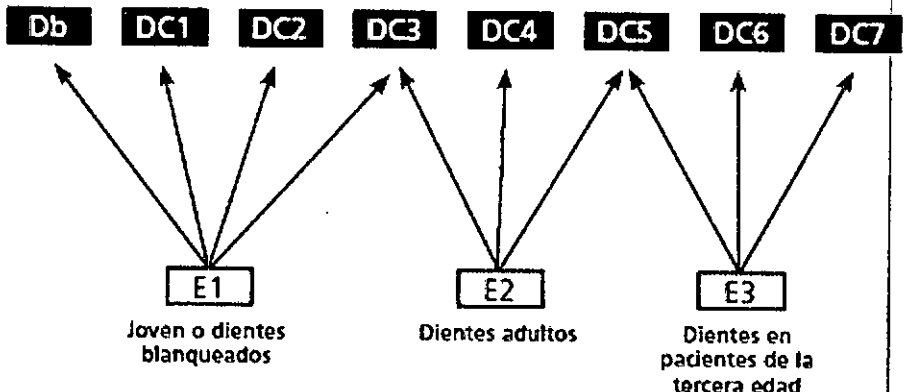 Db DC1 DC2 DC3 DC4 DC5 DC6 DC7
E1 E2 E3
Joven o dientes
blanqueados
Dientes adultos
Dientes en
pacientes de la
tercera edad